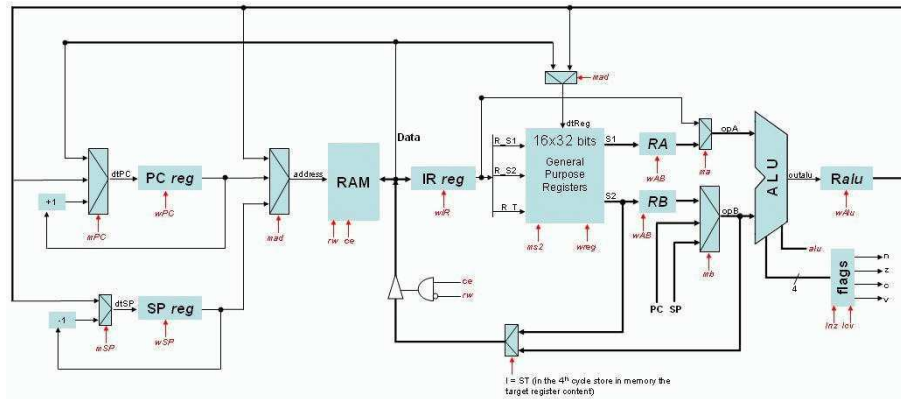 mad
Data
dtReg
16x32 bits
General
Purpose
Registers
R_S1
R_S2
R_T
S1
S2
RA
RB
wAB
wAB
opA
opB
ma
mb
ALU
outalu
Ralu
wAlu
alu
dtPC
PC reg
wPC
+1
mPC
address
mad
RAM
rw
ce
IR reg
wIR
ms2
wreg
PC
SP
4
flags
n
z
c
v
lnz
lcv
ce
rw
dtSP
SP reg
wSP
-1
mSP
I = ST (in the 4th cycle store in memory the
target register content)